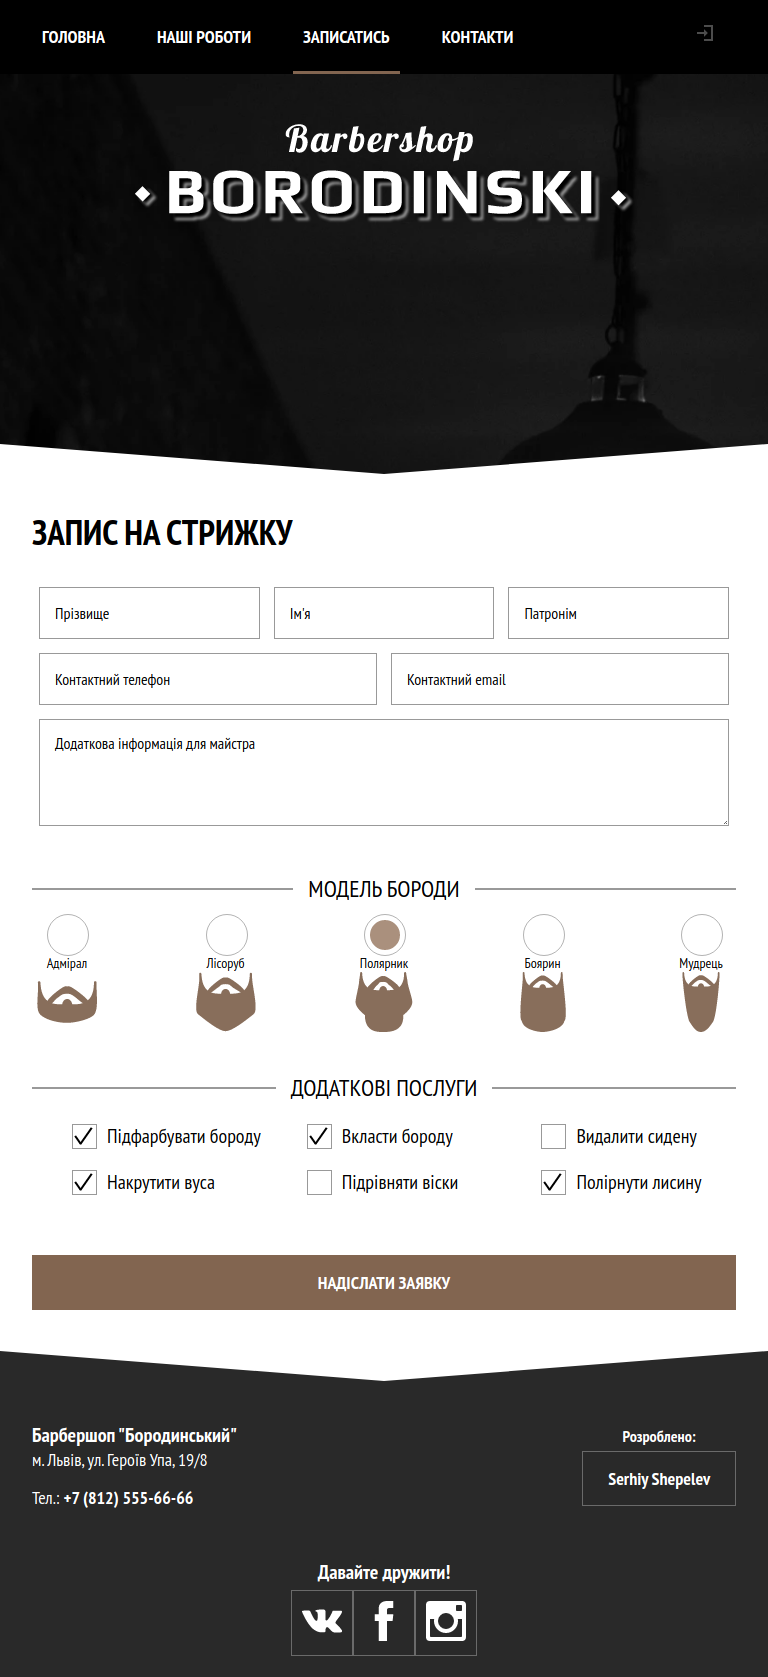 ГОЛОВНА НАШІ РОБОТИ ЗАПИСАТИСЬ КОНТАКТИ
Barbershop
BORODINSKI
ЗАПИС НА СТРИЖКУ
Прізвище Ім'я Патронім
Контактний телефон Контактний email
Додаткова інформація для майстра
МОДЕЛЬ БОРОДИ
Адмірал Лісоруб Полярник Боярин Мудрець
ДОДАТКОВІ ПОСЛУГИ
Підфарбувати бороду Вкласти бороду Видалити сидену
Накрутити вуса Підрівняти віски Полірнути лисину
НАДІСЛАТИ ЗАЯВКУ
Барбершоп "Бородинський"
м. Львів, ул. Героїв Упа, 19/8
Тел.: +7 (812) 555-66-66
Розроблено:
Serhiy Shepelev
Давайте дружити!